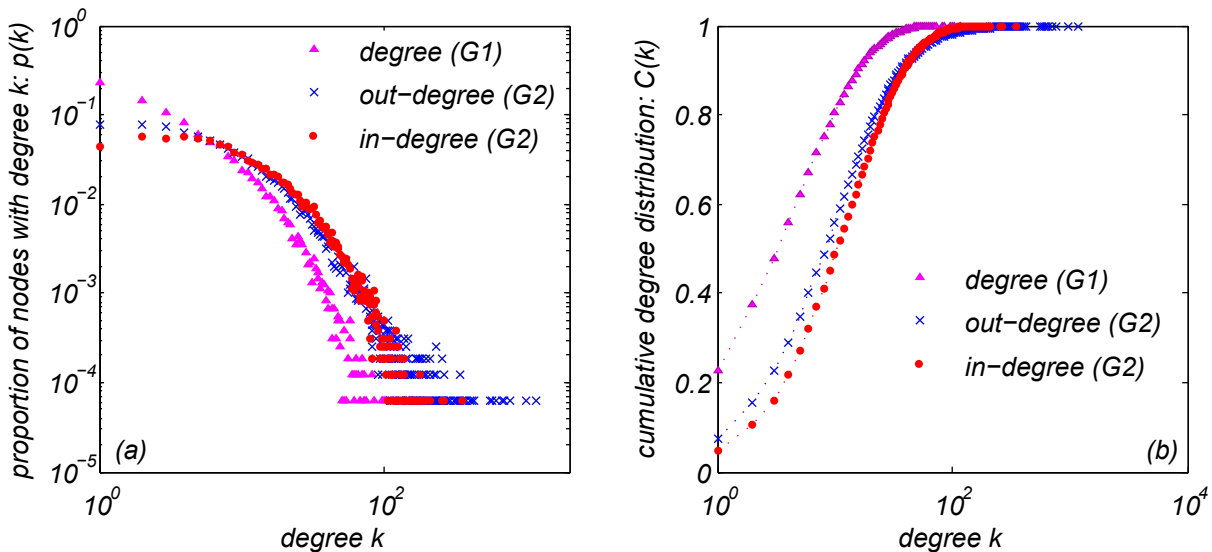 proportion of nodes with degree k: p(k)
10^0
10^-1
10^-2
10^-3
10^-4
10^-5
degree (G1)
out−degree (G2)
in−degree (G2)
(a)
10^0
10^2
degree k
cumulative degree distribution: C(k)
1
0.8
0.6
0.4
0.2
0
degree (G1)
out−degree (G2)
in−degree (G2)
(b)
10^0
10^2
10^4
degree k